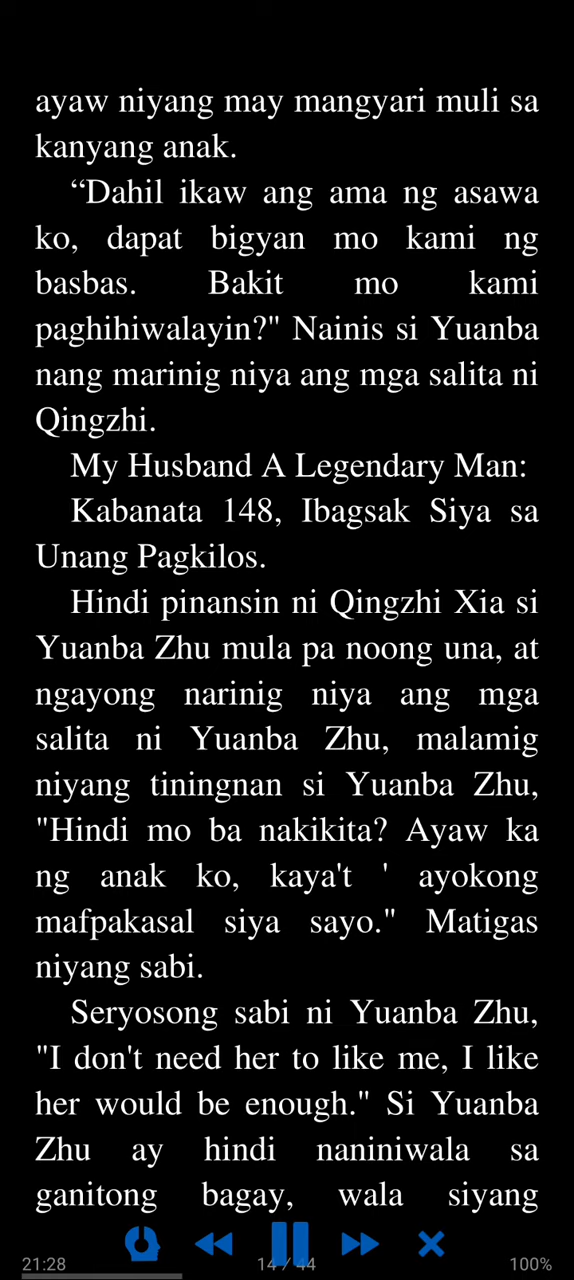 ayaw niyang may mangyari muli sa
kanyang anak.
“Dahil ikaw ang ama ng asawa
ko, dapat bigyan mo kami ng
basbas. Bakit mo kami
paghihiwalayin?" Nainis si Yuanba
nang marinig niya ang mga salita ni
Qingzhi.
My Husband A Legendary Man:
Kabanata 148, Ibagsak Siya sa
Unang Pagkilos.
Hindi pinansin ni Qingzhi Xia si
Yuanba Zhu mula pa noong una, at
ngayong narinig niya ang mga
salita ni Yuanba Zhu, malamig
niyang tiningnan si Yuanba Zhu,
"Hindi mo ba nakikita? Ayaw ka
ng anak ko, kaya't ' ayokong
mafpakasal siya sayo." Matigas
niyang sabi.
Seryosong sabi ni Yuanba Zhu,
"I don't need her to like me, I like
her would be enough." Si Yuanba
Zhu ay hindi naniniwala sa
ganitong bagay, wala siyang
21:28 14 / 44 100%